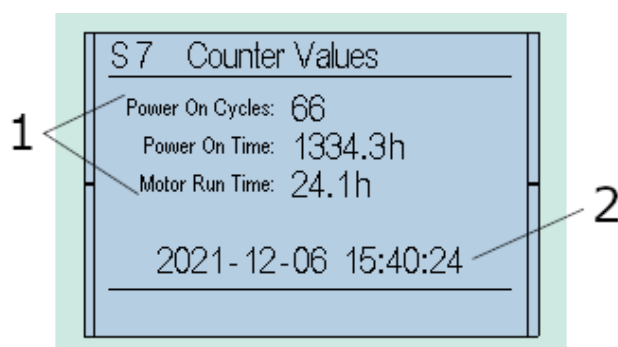 S 7 Counter Values
Power On Cycles: 66
1
Power On Time: 1334.3h
Motor Run Time: 24.1h
2
2021-12-06 15:40:24